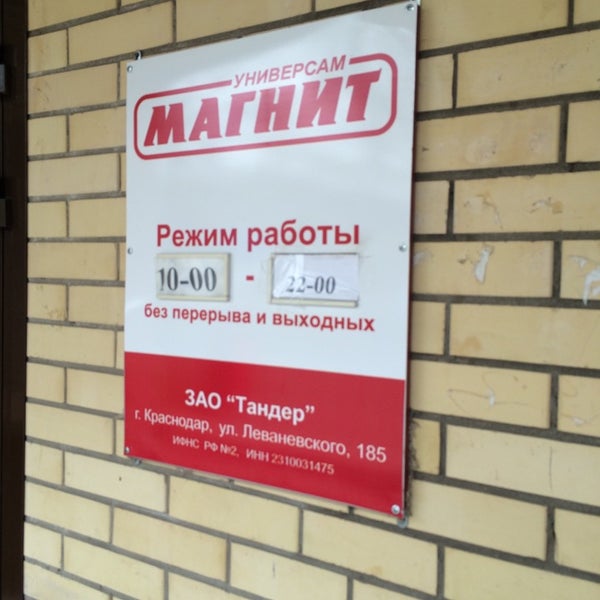 УНИВЕРСАМ
МАГНИТ
Режим работы
10-00 - 22-00
без перерыва и выходных
ЗАО "Тандер"
г. Краснодар, ул. Леваневского, 185
ИФНС РФ №2, ИНН 2310031475